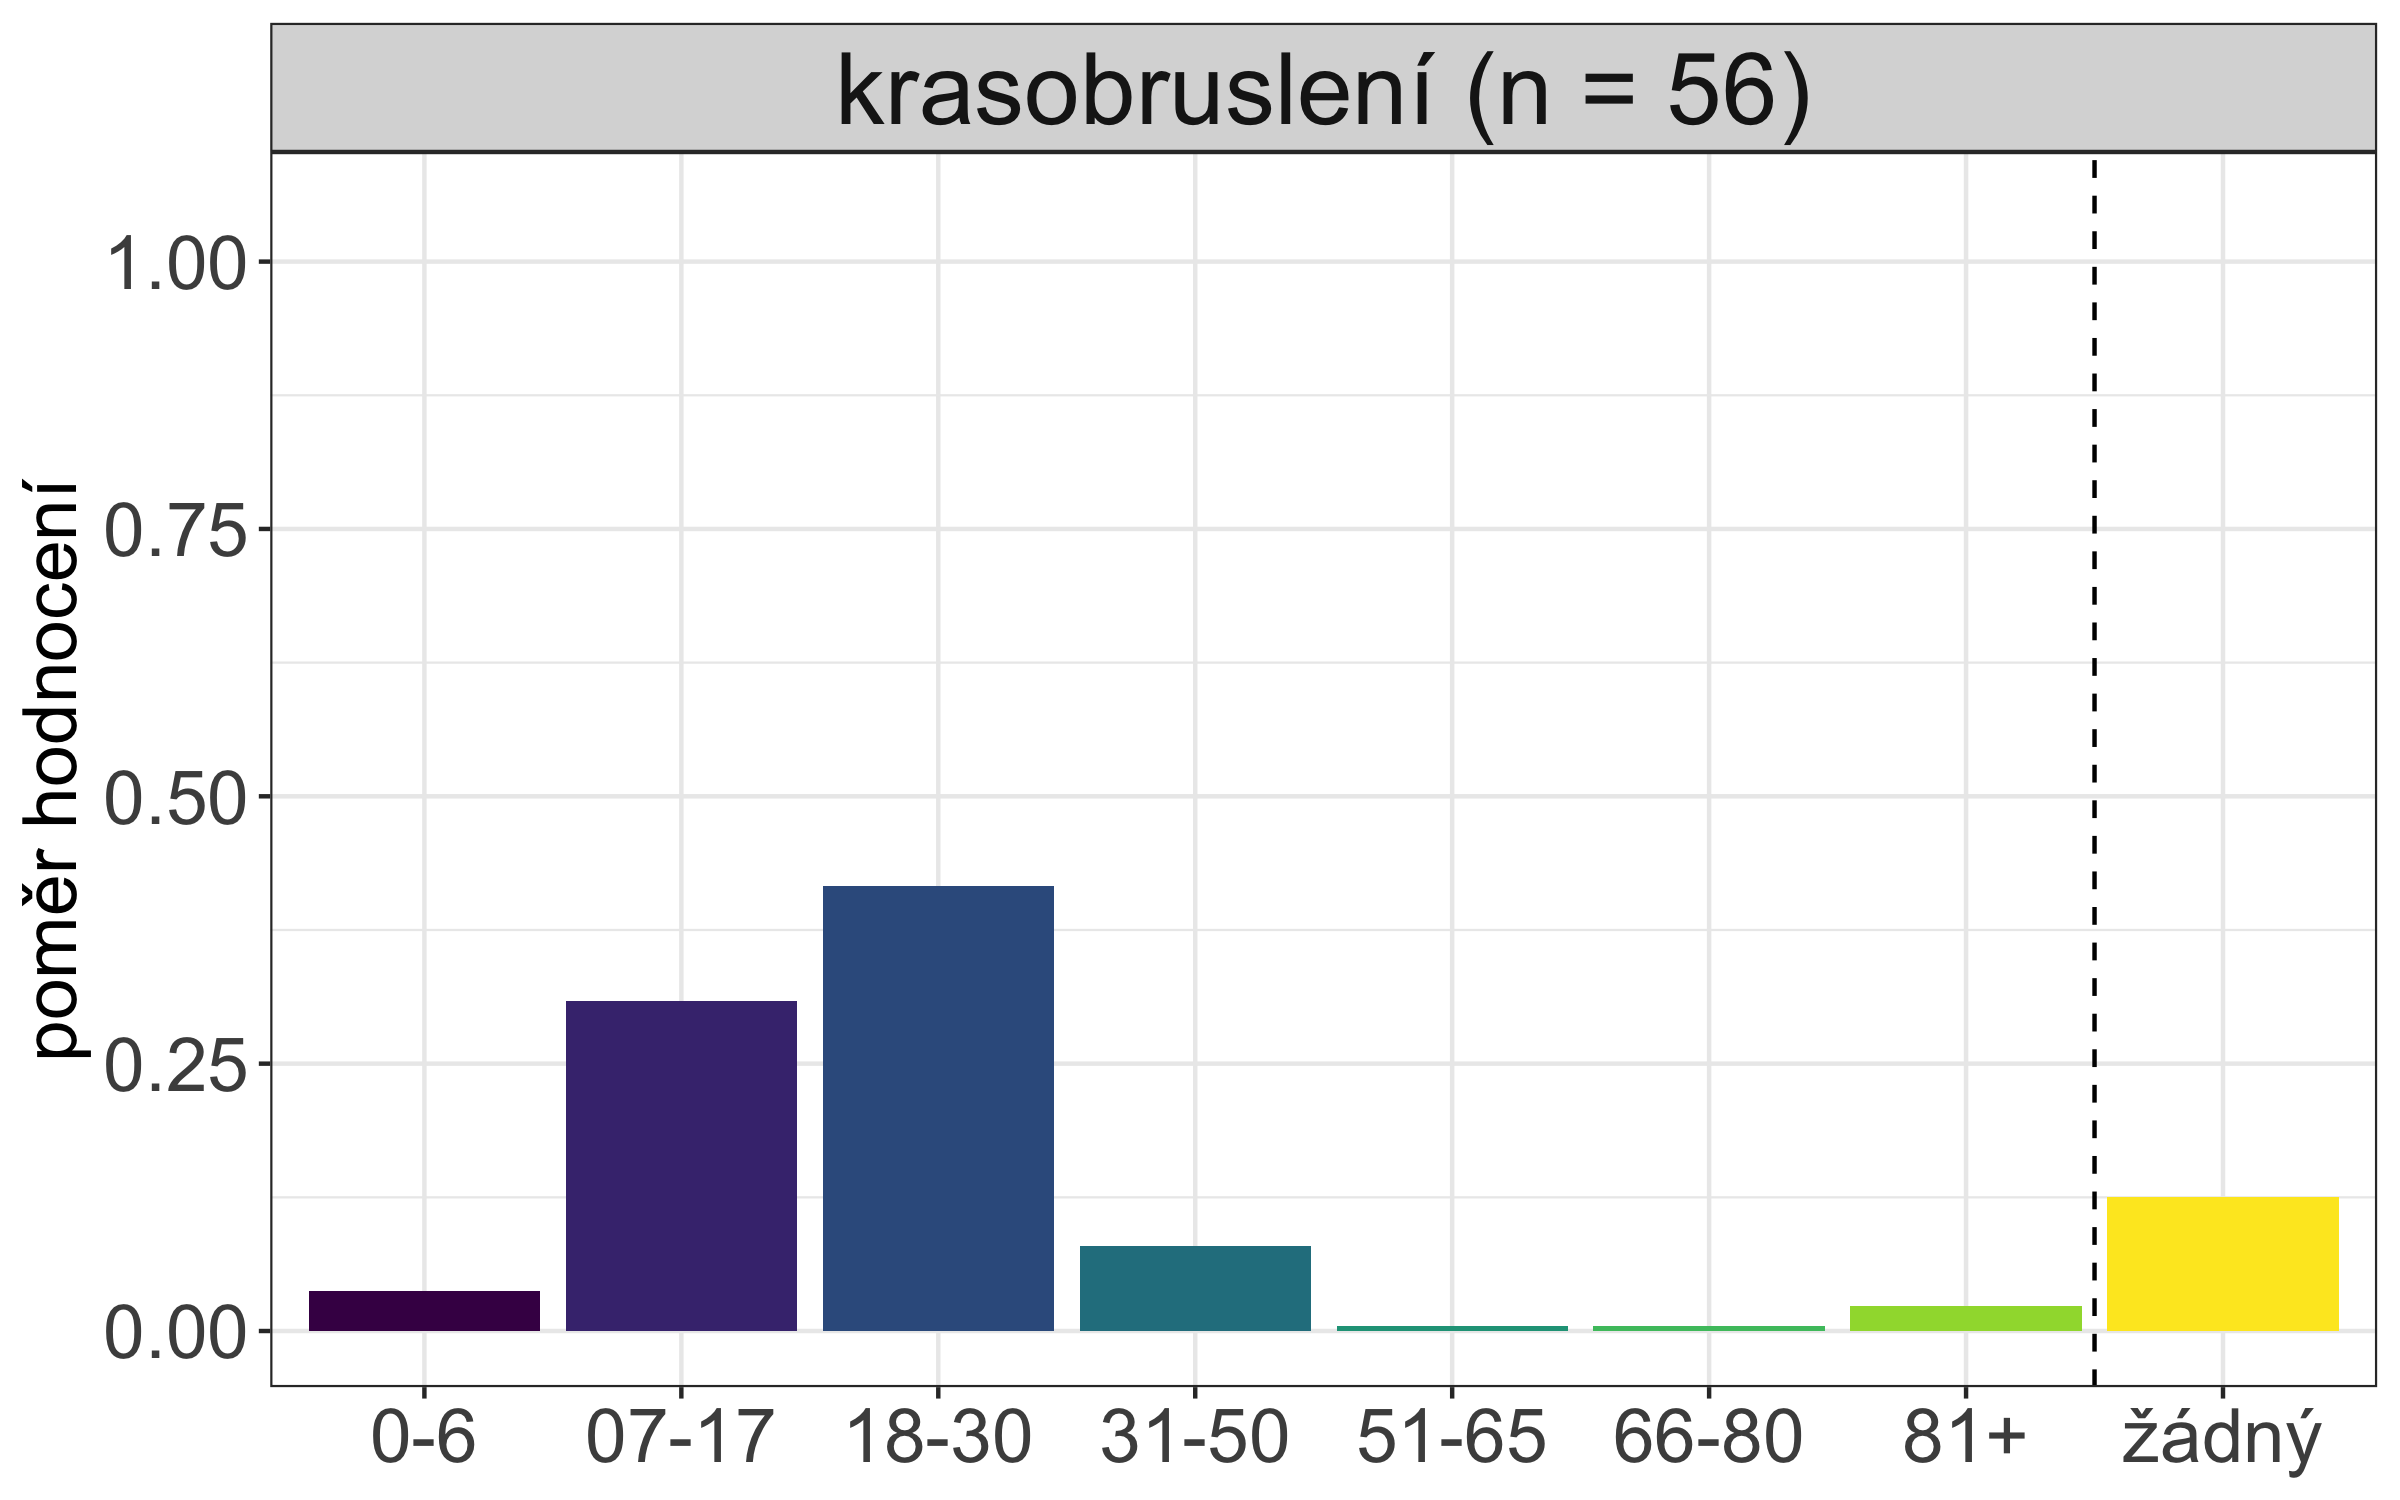 krasobruslení (n = 56)
poměr hodnocení
1.00
0.75
0.50
0.25
0.00
0-6 07-17 18-30 31-50 51-65 66-80 81+ žádný